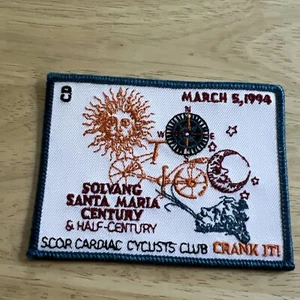 8
MARCH 5, 1994
N
W E
SOLVANG
SANTA MARIA
CENTURY
& HALF-CENTURY
SCOR CARDIAC CYCLISTS CLUB CRANK IT!